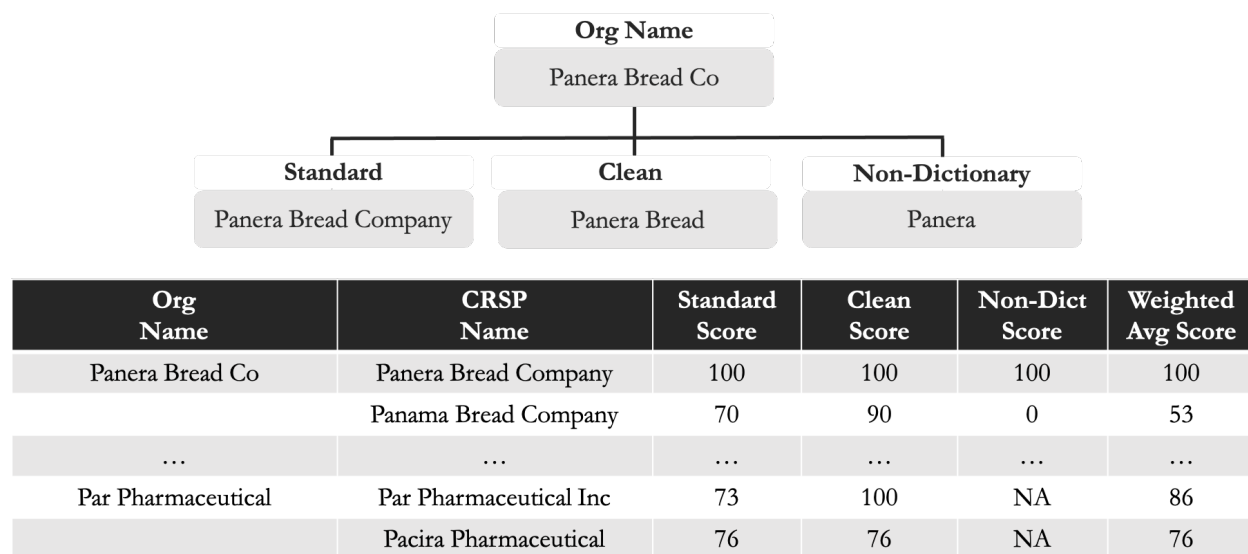 Org Name
Panera Bread Co
Standard Clean Non-Dictionary
Panera Bread Company Panera Bread Panera
Org CRSP Standard Clean Non-Dict Weighted
Name Name Score Score Score Avg Score
Panera Bread Co Panera Bread Company 100 100 100 100
Panama Bread Company 70 90 0 53
… … … … … …
Par Pharmaceutical Par Pharmaceutical Inc 73 100 NA 86
Pacira Pharmaceutical 76 76 NA 76